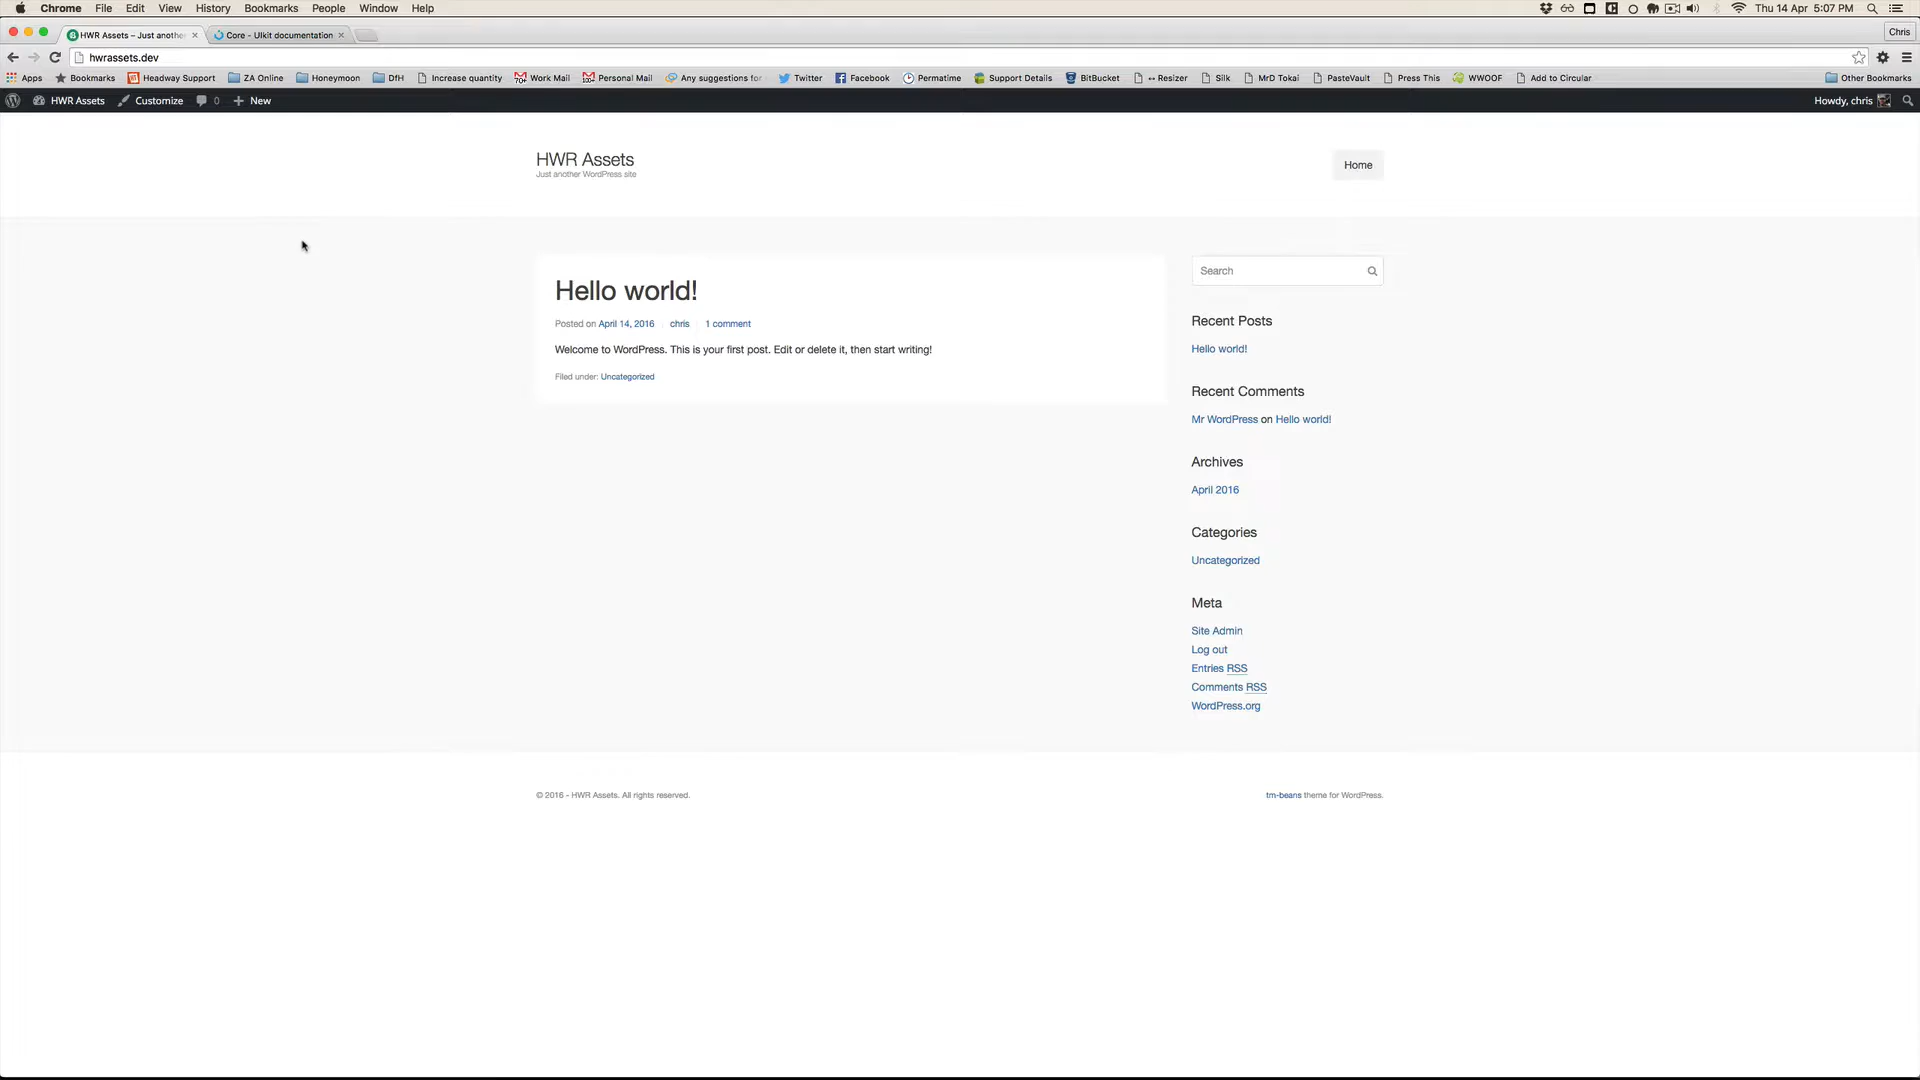 Chrome File Edit View History Bookmarks People Window Help Thu 14 Apr 5:07 PM
HWR Assets – Just anothe Core - UIkit documentation Chris
hwrassets.dev
Apps Bookmarks Headway Support ZA Online Honeymoon DfH Increase quantity Work Mail Personal Mail Any suggestions for Twitter Facebook Permatime Support Details BitBucket ↔ Resizer Silk MrD Tokai PasteVault Press This WWOOF Add to Circular Other Bookmarks
HWR Assets Customize 0 + New Howdy, chris
HWR Assets
Just another WordPress site
Home
Hello world!
Posted on April 14, 2016 chris 1 comment
Welcome to WordPress. This is your first post. Edit or delete it, then start writing!
Filed under: Uncategorized
Search
Recent Posts
Hello world!
Recent Comments
Mr WordPress on Hello world!
Archives
April 2016
Categories
Uncategorized
Meta
Site Admin
Log out
Entries RSS
Comments RSS
WordPress.org
© 2016 - HWR Assets. All rights reserved.
tm-beans theme for WordPress.